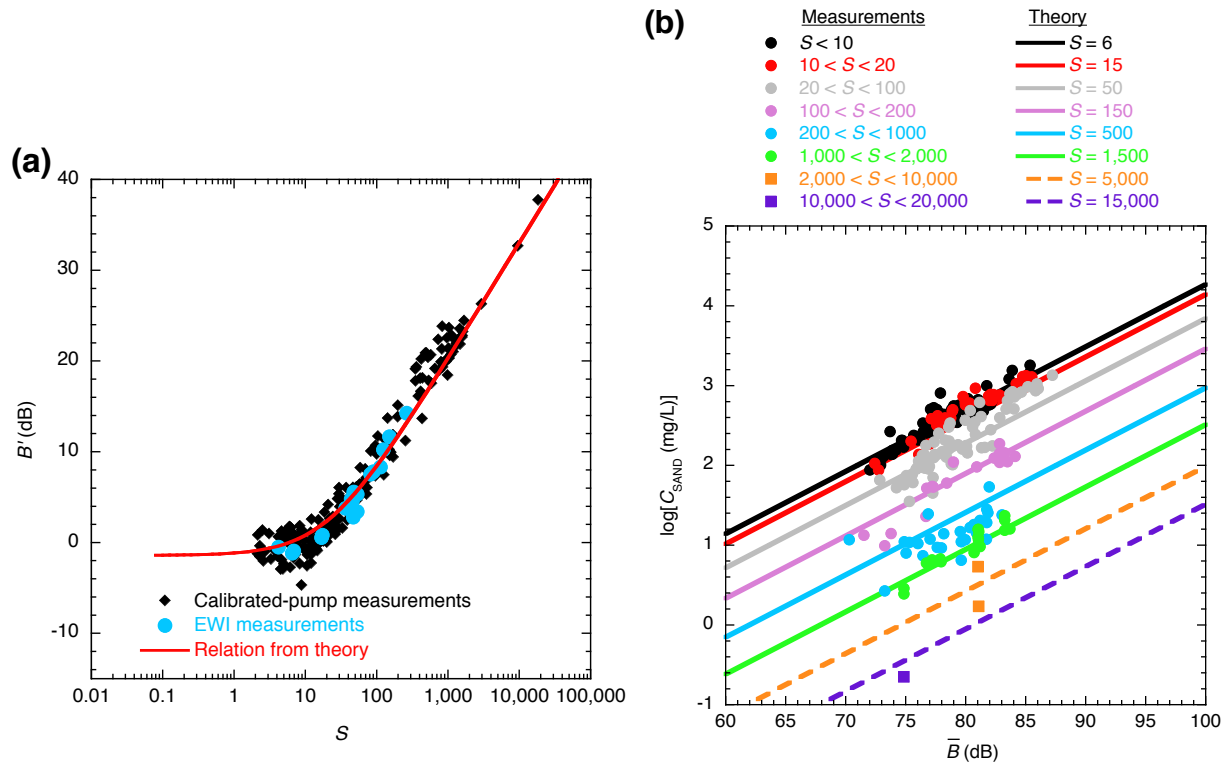 (a)
40
30
20
10
0
-10
B' (dB)
0.01 0.1 1 10 100 1,000 10,000 100,000
S
Calibrated-pump measurements
EWI measurements
Relation from theory
(b)
Measurements Theory
S < 10 S = 6
10 < S < 20 S = 15
20 < S < 100 S = 50
100 < S < 200 S = 150
200 < S < 1000 S = 500
1,000 < S < 2,000 S = 1,500
2,000 < S < 10,000 S = 5,000
10,000 < S < 20,000 S = 15,000
5
4
3
2
1
0
-1
log[C_SAND (mg/L)]
60 65 70 75 80 85 90 95 100
B̅ (dB)